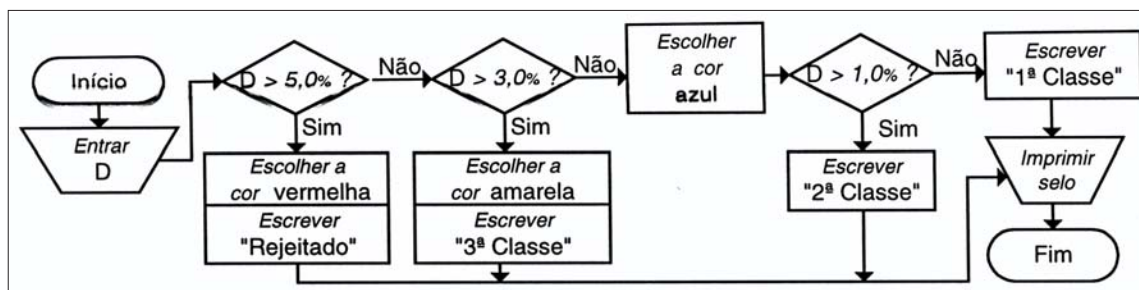 Início
Entrar
D
D > 5,0% ?
Não
Sim
Escolher a
cor vermelha
Escrever
"Rejeitado"
D > 3,0% ?
Não
Sim
Escolher a
cor amarela
Escrever
"3ª Classe"
Escolher
a cor
azul
D > 1,0% ?
Não
Sim
Escrever
"2ª Classe"
Escrever
"1ª Classe"
Imprimir
selo
Fim